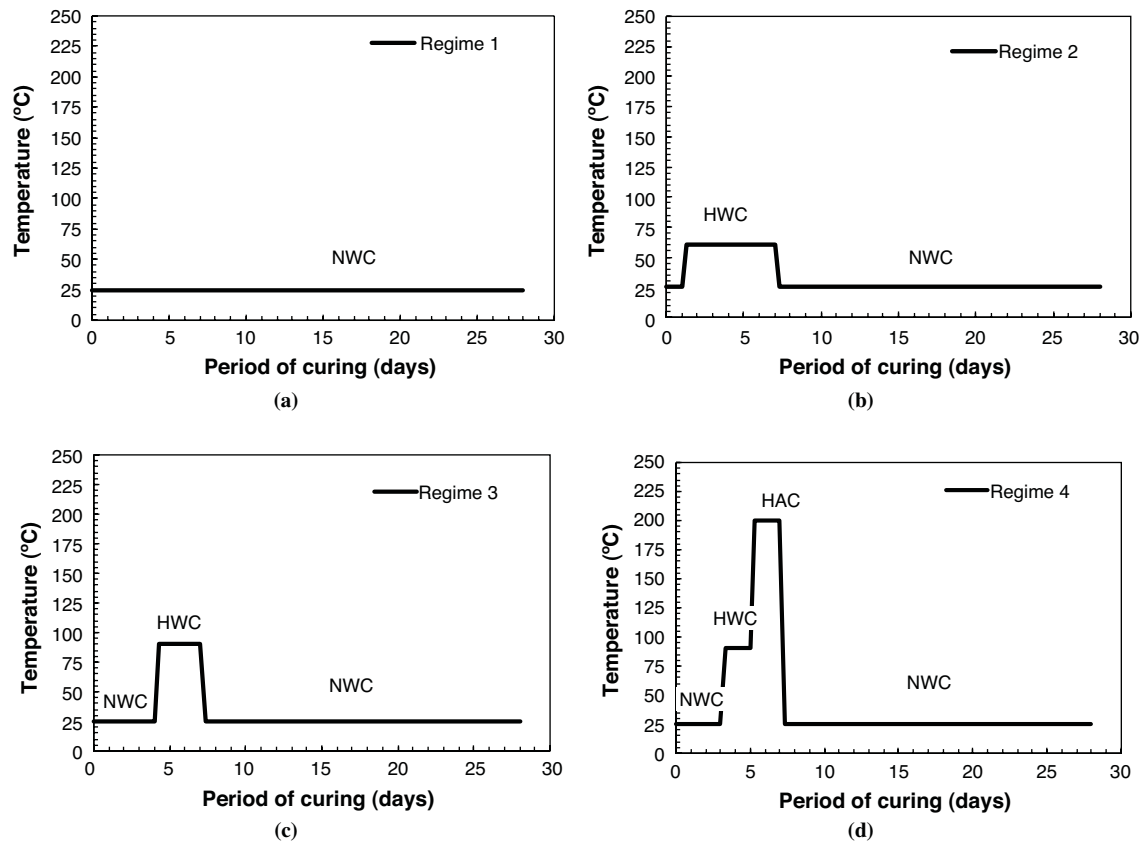 250
225
200
175
150
125
100
75
50
25
0
Temperature (°C)
Regime 1
NWC
0 5 10 15 20 25 30
Period of curing (days)
(a)
250
225
200
175
150
125
100
75
50
25
0
Temperature (°C)
Regime 2
HWC
NWC
0 5 10 15 20 25 30
Period of curing (days)
(b)
250
225
200
175
150
125
100
75
50
25
0
Temperature (°C)
Regime 3
HWC
NWC
NWC
0 5 10 15 20 25 30
Period of curing (days)
(c)
250
225
200
175
150
125
100
75
50
25
0
Temperature (°C)
Regime 4
HAC
HWC
NWC
NWC
0 5 10 15 20 25 30
Period of curing (days)
(d)